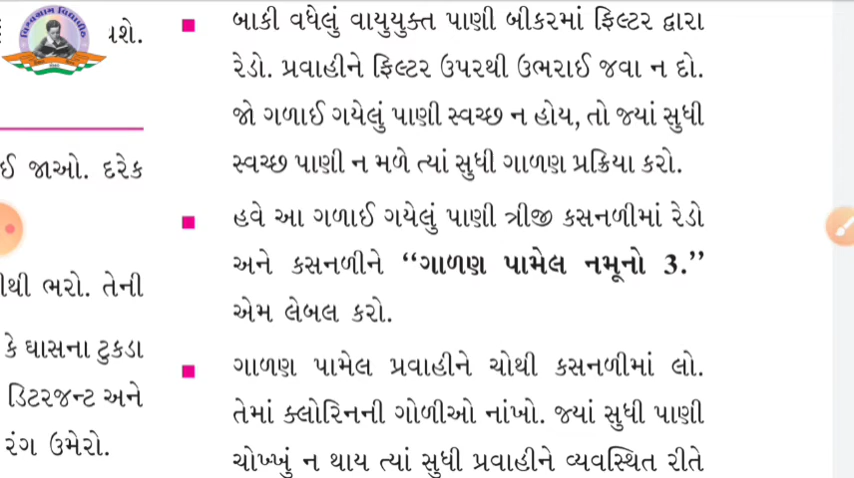 પશે.
ઈ જાઓ. દરેક
ભરો. તેની
કે ઘાસના ટુકડા
ડિટરજન્ટ અને
રંગ ઉમેરો.
બાકી વધેલું વાયુયુક્ત પાણી બીકરમાં ફિલ્ટર દ્વારા
રેડો. પ્રવાહીને ફિલ્ટર ઉપરથી ઉભરાઈ જવા ન દો.
જો ગળાઈ ગયેલું પાણી સ્વચ્છ ન હોય, તો જ્યાં સુધી
સ્વચ્છ પાણી ન મળે ત્યાં સુધી ગાળણ પ્રક્રિયા કરો.
હવે આ ગળાઈ ગયેલું પાણી ત્રીજી કસનળીમાં રેડો
અને કસનળીને “ગાળણ પામેલ નમૂનો 3.”
એમ લેબલ કરો.
ગાળણ પામેલ પ્રવાહીને ચોથી કસનળીમાં લો.
તેમાં ક્લોરિનની ગોળીઓ નાંખો. જ્યાં સુધી પાણી
ચોખ્ખું ન થાય ત્યાં સુધી પ્રવાહીને વ્યવસ્થિત રીતે